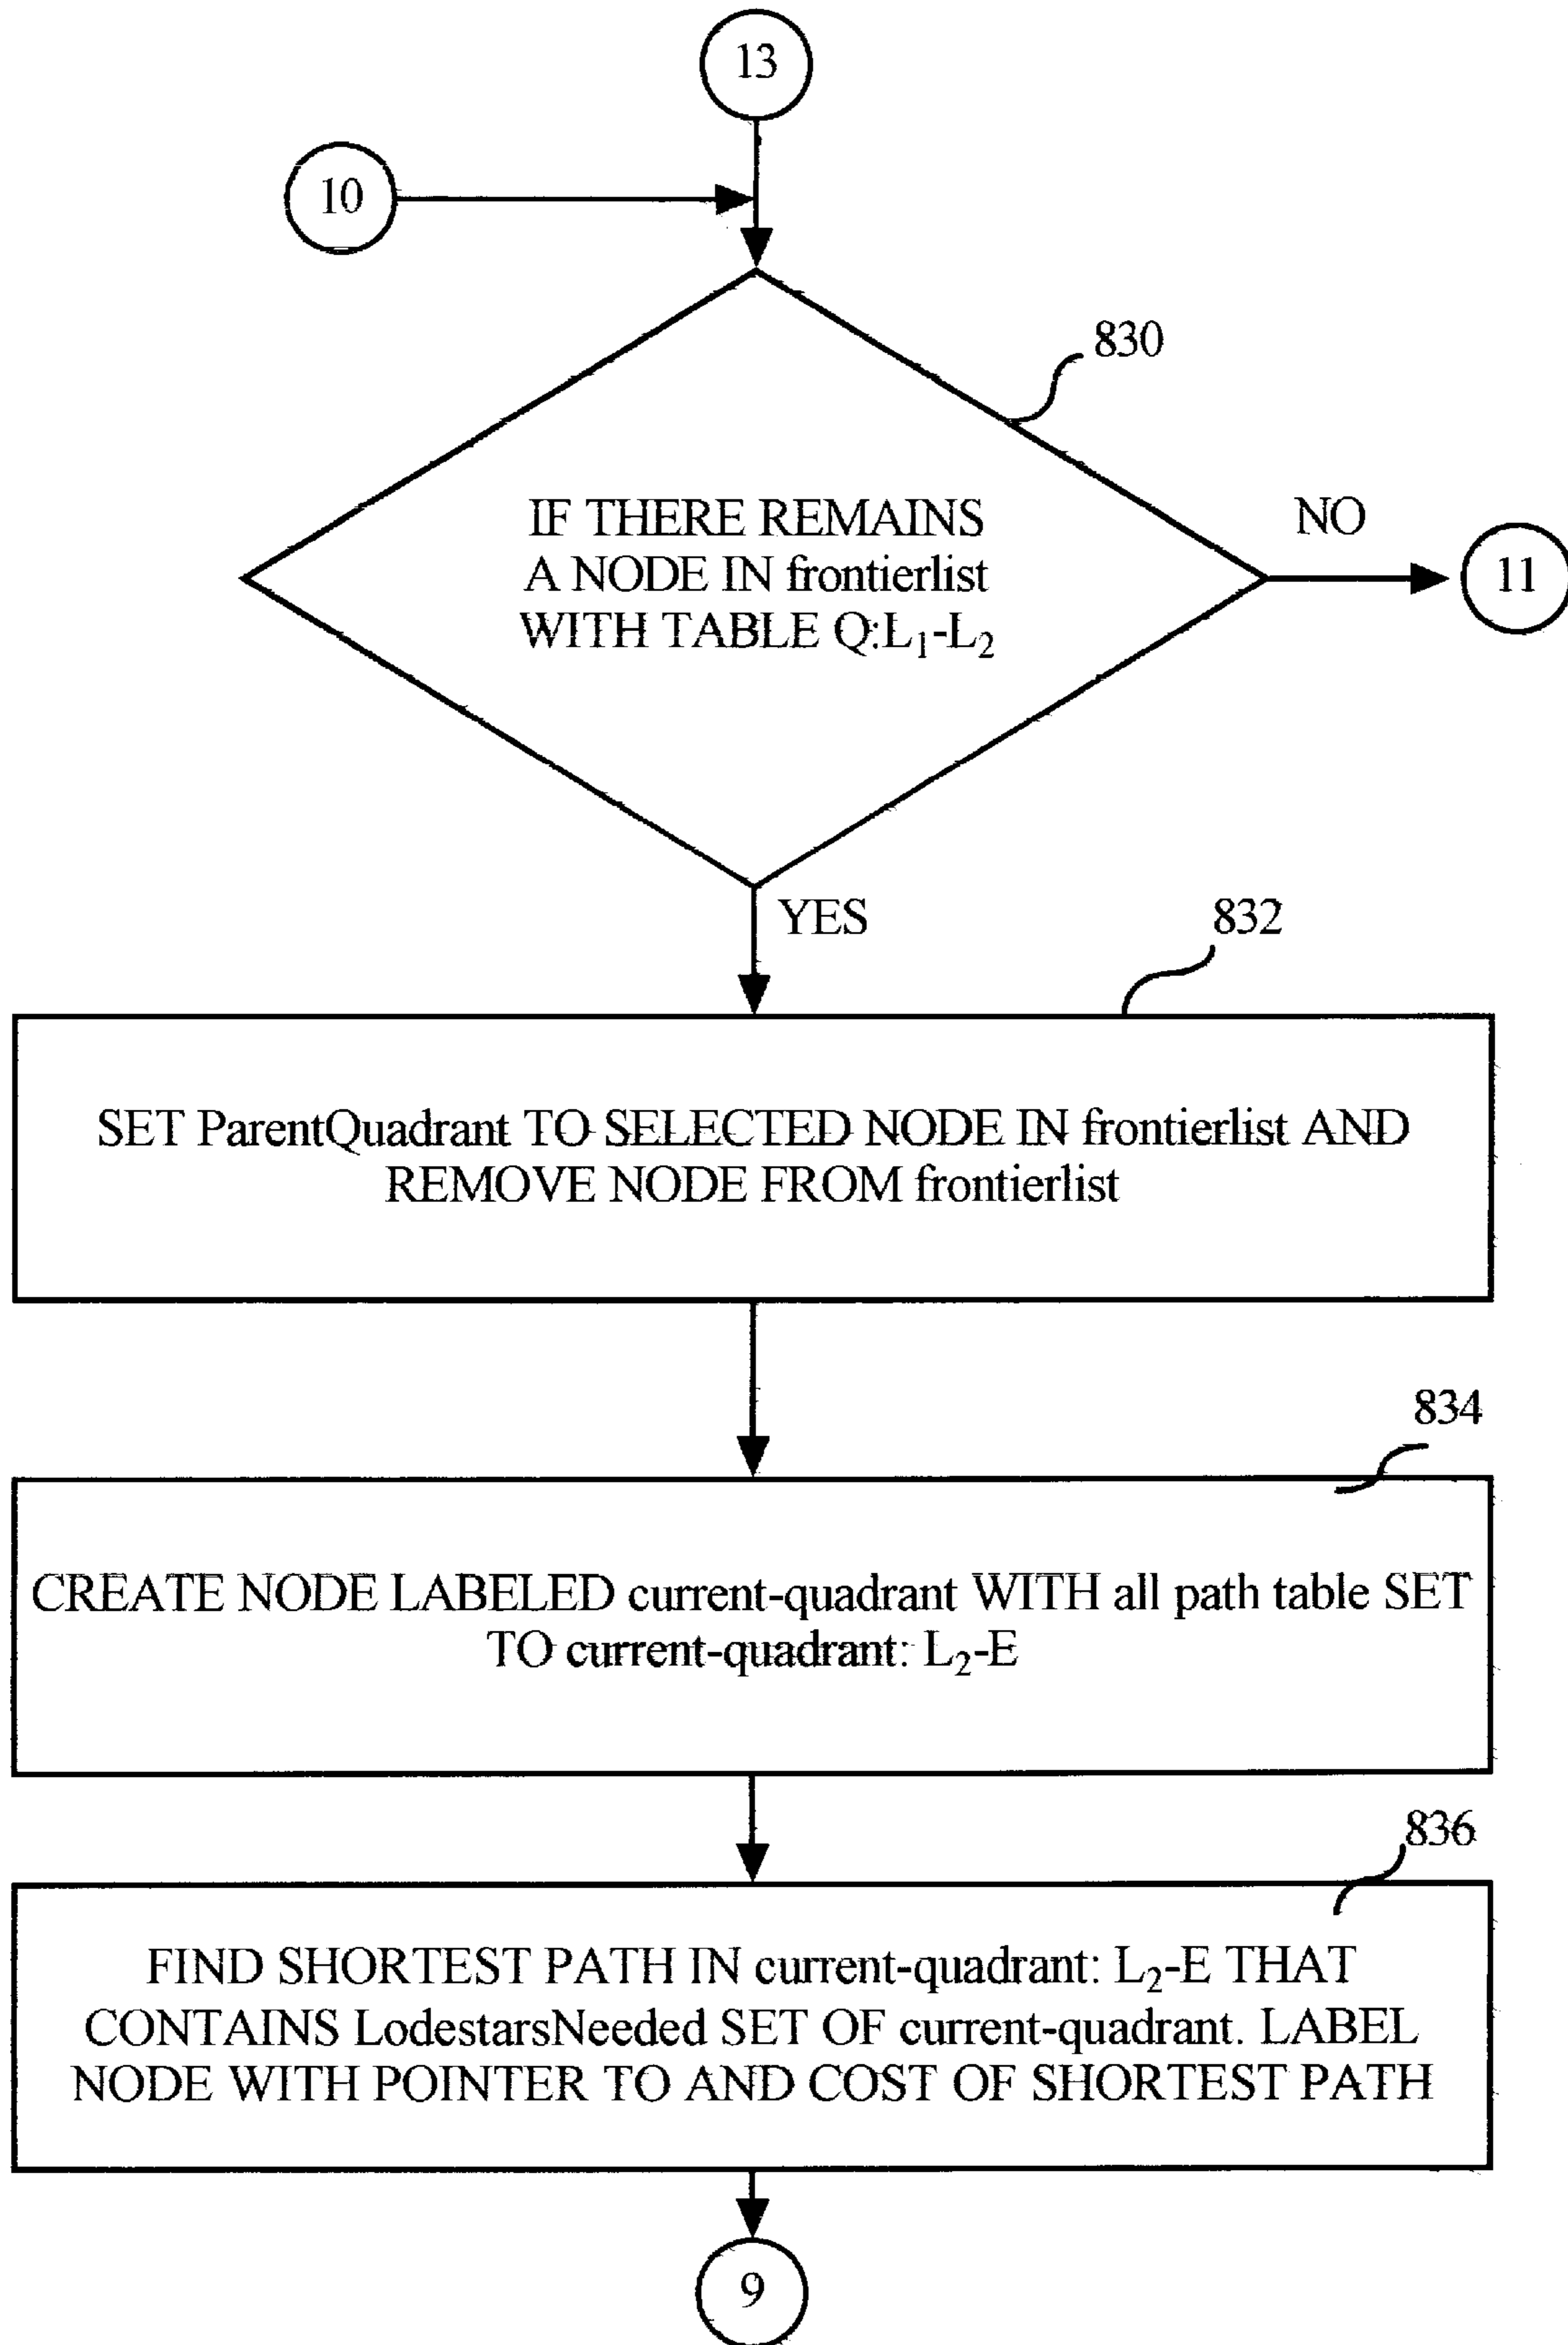 13
10
830
IF THERE REMAINS
A NODE IN frontierlist
WITH TABLE Q:L₁-L₂
NO
11
YES
832
SET ParentQuadrant TO SELECTED NODE IN frontierlist AND
REMOVE NODE FROM frontierlist
834
CREATE NODE LABELED current-quadrant WITH all path table SET
TO current-quadrant: L₂-E
836
FIND SHORTEST PATH IN current-quadrant: L₂-E THAT
CONTAINS LodestarsNeeded SET OF current-quadrant. LABEL
NODE WITH POINTER TO AND COST OF SHORTEST PATH
9